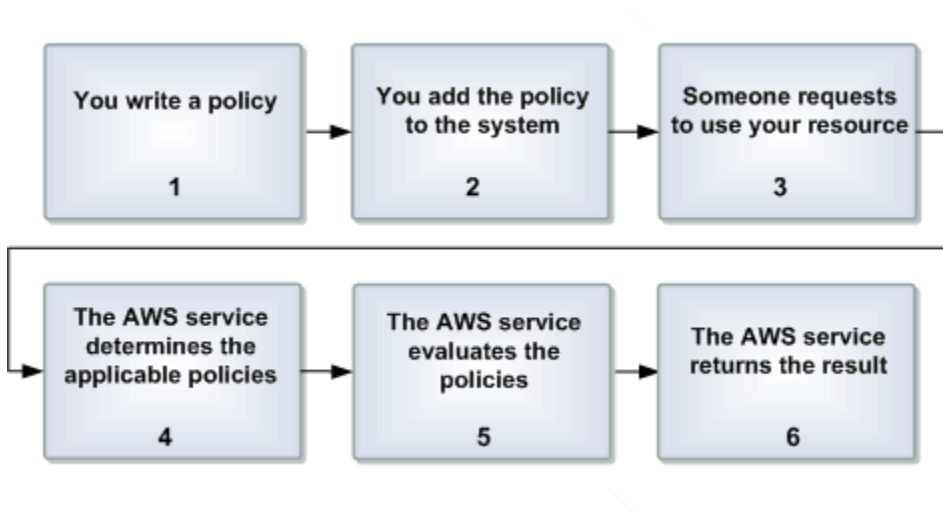 You write a policy
1
You add the policy
to the system
2
Someone requests
to use your resource
3
The AWS service
determines the
applicable policies
4
The AWS service
evaluates the
policies
5
The AWS service
returns the result
6